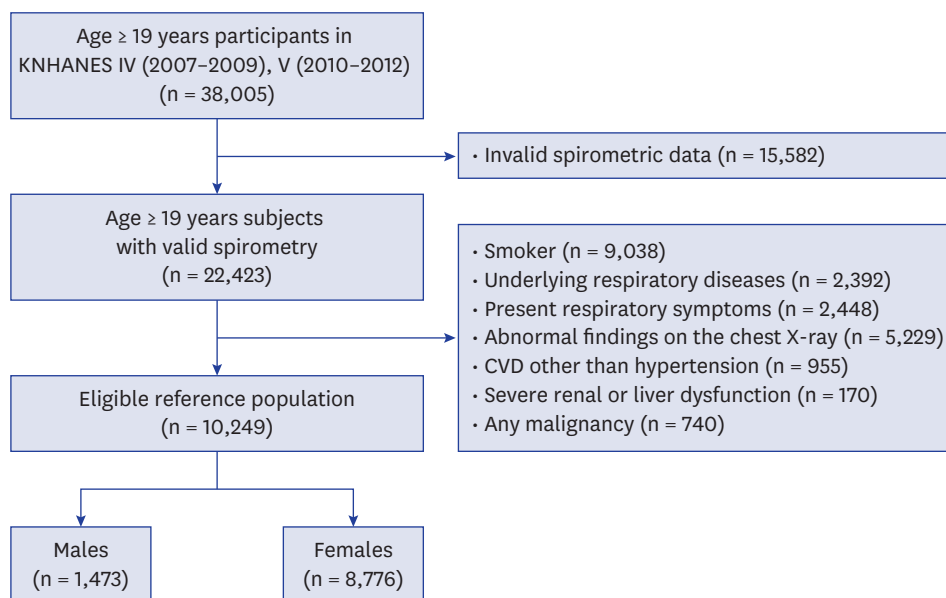 Age ≥ 19 years participants in
KNHANES IV (2007–2009), V (2010–2012)
(n = 38,005)
· Invalid spirometric data (n = 15,582)
Age ≥ 19 years subjects
with valid spirometry
(n = 22,423)
· Smoker (n = 9,038)
· Underlying respiratory diseases (n = 2,392)
· Present respiratory symptoms (n = 2,448)
· Abnormal findings on the chest X-ray (n = 5,229)
· CVD other than hypertension (n = 955)
· Severe renal or liver dysfunction (n = 170)
· Any malignancy (n = 740)
Eligible reference population
(n = 10,249)
Males
(n = 1,473)
Females
(n = 8,776)